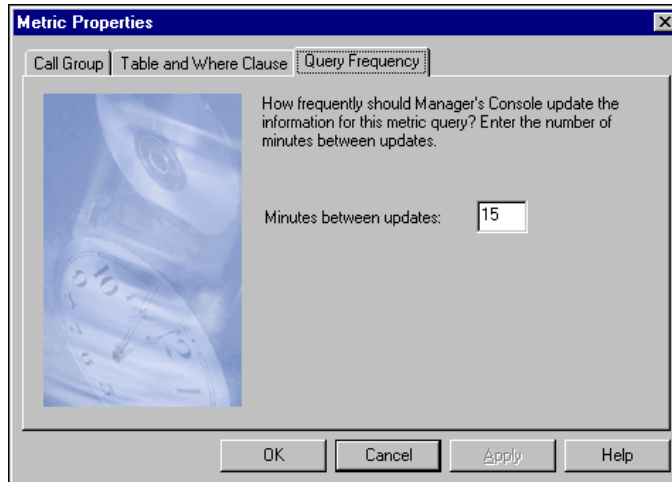 Metric Properties
Call Group Table and Where Clause Query Frequency
How frequently should Manager's Console update the
information for this metric query? Enter the number of
minutes between updates.
Minutes between updates: 15
OK Cancel Apply Help